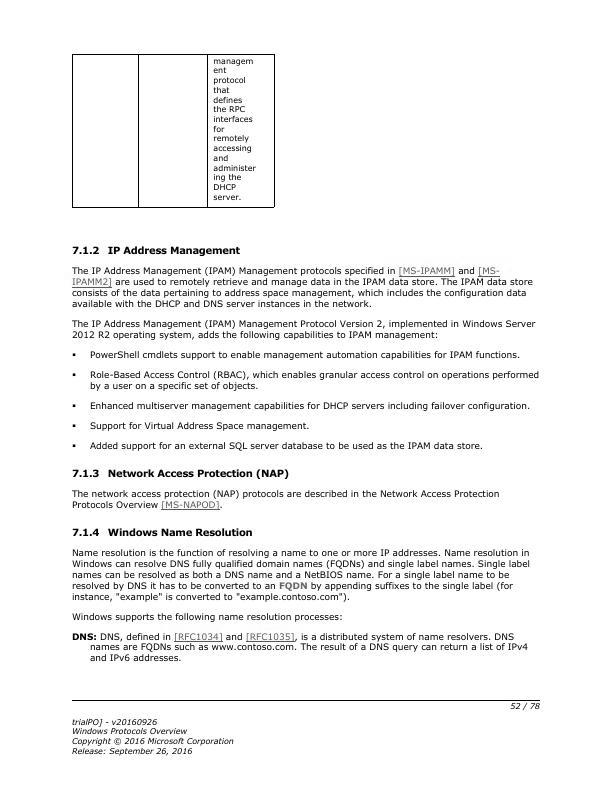 managem
ent
protocol
that
defines
the RPC
interfaces
for
remotely
accessing
and
administer
ing the
DHCP
server.
7.1.2 IP Address Management
The IP Address Management (IPAM) Management protocols specified in [MS-IPAMM] and [MS-
IPAMM2] are used to remotely retrieve and manage data in the IPAM data store. The IPAM data store
consists of the data pertaining to address space management, which includes the configuration data
available with the DHCP and DNS server instances in the network.
The IP Address Management (IPAM) Management Protocol Version 2, implemented in Windows Server
2012 R2 operating system, adds the following capabilities to IPAM management:
▪ PowerShell cmdlets support to enable management automation capabilities for IPAM functions.
▪ Role-Based Access Control (RBAC), which enables granular access control on operations performed
by a user on a specific set of objects.
▪ Enhanced multiserver management capabilities for DHCP servers including failover configuration.
▪ Support for Virtual Address Space management.
▪ Added support for an external SQL server database to be used as the IPAM data store.
7.1.3 Network Access Protection (NAP)
The network access protection (NAP) protocols are described in the Network Access Protection
Protocols Overview [MS-NAPOD].
7.1.4 Windows Name Resolution
Name resolution is the function of resolving a name to one or more IP addresses. Name resolution in
Windows can resolve DNS fully qualified domain names (FQDNs) and single label names. Single label
names can be resolved as both a DNS name and a NetBIOS name. For a single label name to be
resolved by DNS it has to be converted to an FQDN by appending suffixes to the single label (for
instance, "example" is converted to "example.contoso.com").
Windows supports the following name resolution processes:
DNS: DNS, defined in [RFC1034] and [RFC1035], is a distributed system of name resolvers. DNS
names are FQDNs such as www.contoso.com. The result of a DNS query can return a list of IPv4
and IPv6 addresses.
52 / 78
trialPO] - v20160926
Windows Protocols Overview
Copyright © 2016 Microsoft Corporation
Release: September 26, 2016